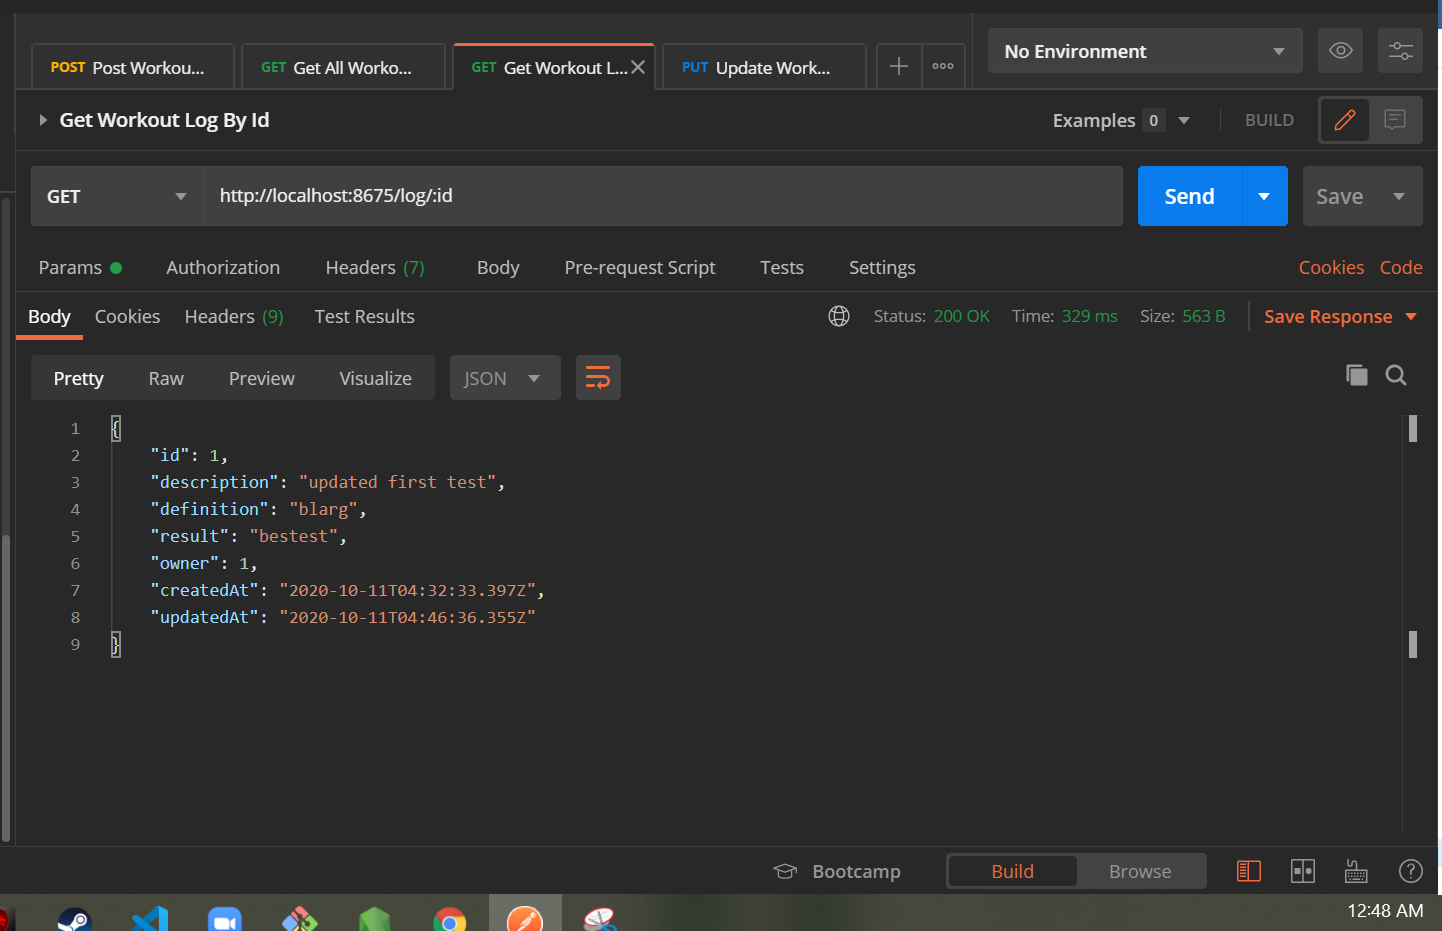 POST Post Workou...
GET Get All Worko...
GET Get Workout L...
PUT Update Work...
No Environment
Get Workout Log By Id
Examples 0
BUILD
GET
http://localhost:8675/log/:id
Send
Save
Params
Authorization
Headers (7)
Body
Pre-request Script
Tests
Settings
Cookies
Code
Body
Cookies
Headers (9)
Test Results
Status: 200 OK
Time: 329 ms
Size: 563 B
Save Response
Pretty
Raw
Preview
Visualize
JSON
1 {
2 "id": 1,
3 "description": "updated first test",
4 "definition": "blarg",
5 "result": "bestest",
6 "owner": 1,
7 "createdAt": "2020-10-11T04:32:33.397Z",
8 "updatedAt": "2020-10-11T04:46:36.355Z"
9 }
Bootcamp
Build
Browse
12:48 AM